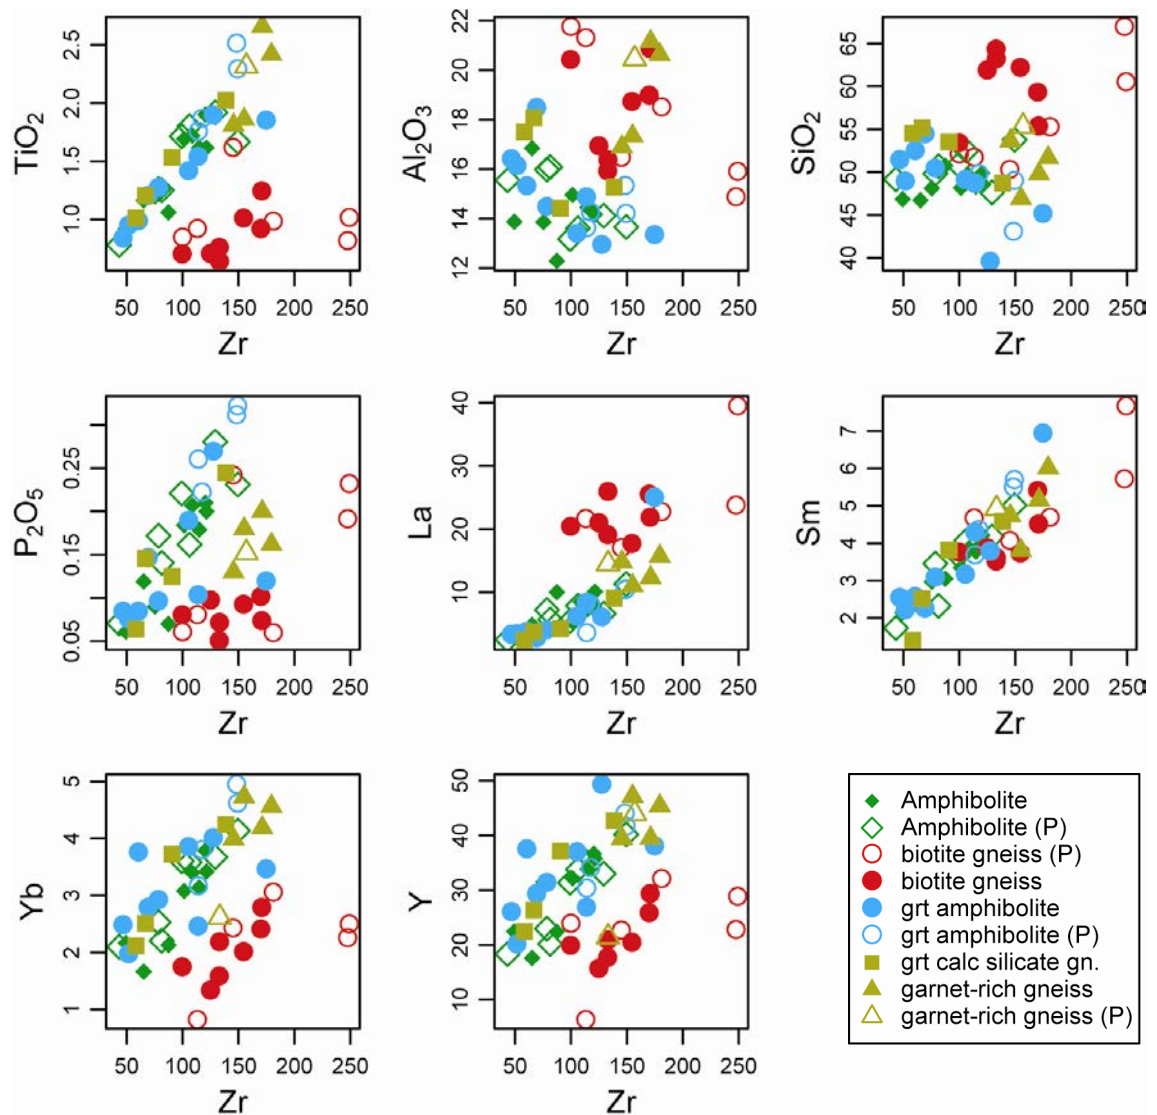 TiO2
2.5
2.0
1.5
1.0
50 100 150 200 250
Zr
Al2O3
22
20
18
16
14
12
50 100 150 200 250
Zr
SiO2
65
60
55
50
45
40
50 100 150 200 250
Zr
P2O5
0.25
0.15
0.05
50 100 150 200 250
Zr
La
40
30
20
10
50 100 150 200 250
Zr
Sm
7
6
5
4
3
2
50 100 150 200 250
Zr
Yb
5
4
3
2
1
50 100 150 200 250
Zr
Y
50
40
30
20
10
50 100 150 200 250
Zr
Amphibolite
Amphibolite (P)
biotite gneiss (P)
biotite gneiss
grt amphibolite
grt amphibolite (P)
grt calc silicate gn.
garnet-rich gneiss
garnet-rich gneiss (P)